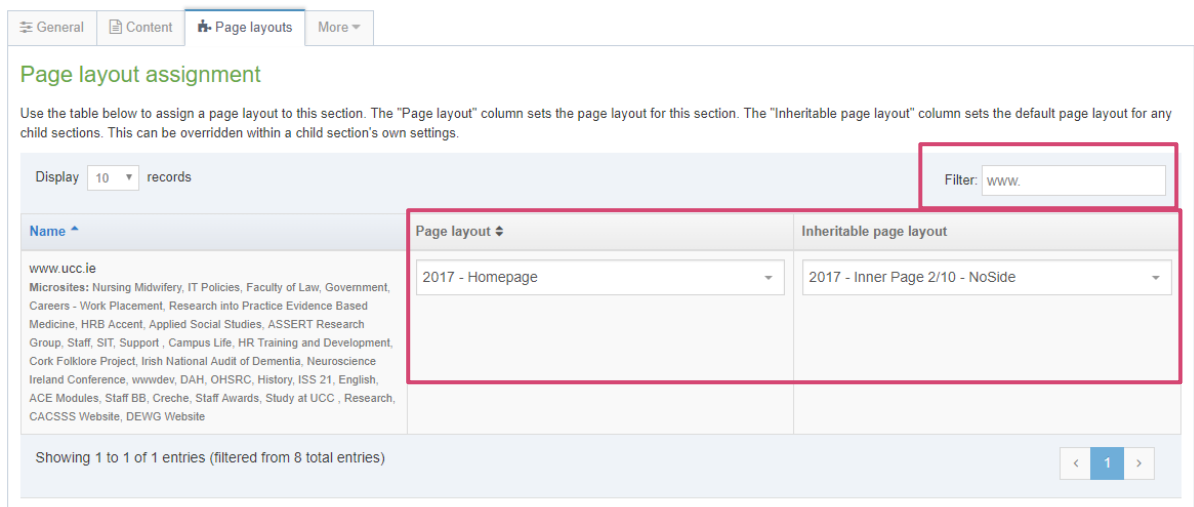 General Content Page layouts More
Page layout assignment
Use the table below to assign a page layout to this section. The "Page layout" column sets the page layout for this section. The "Inheritable page layout" column sets the default page layout for any
child sections. This can be overridden within a child section's own settings.
Display 10 records Filter: www.
Name Page layout Inheritable page layout
www.ucc.ie
2017 - Homepage 2017 - Inner Page 2/10 - NoSide
Microsites: Nursing Midwifery, IT Policies, Faculty of Law, Government,
Careers - Work Placement, Research into Practice Evidence Based
Medicine, HRB Accent, Applied Social Studies, ASSERT Research
Group, Staff, SIT, Support , Campus Life, HR Training and Development,
Cork Folklore Project, Irish National Audit of Dementia, Neuroscience
Ireland Conference, wwwdev, DAH, OHSRC, History, ISS 21, English,
ACE Modules, Staff BB, Creche, Staff Awards, Study at UCC , Research,
CACSSS Website, DEWG Website
Showing 1 to 1 of 1 entries (filtered from 8 total entries) < 1 >